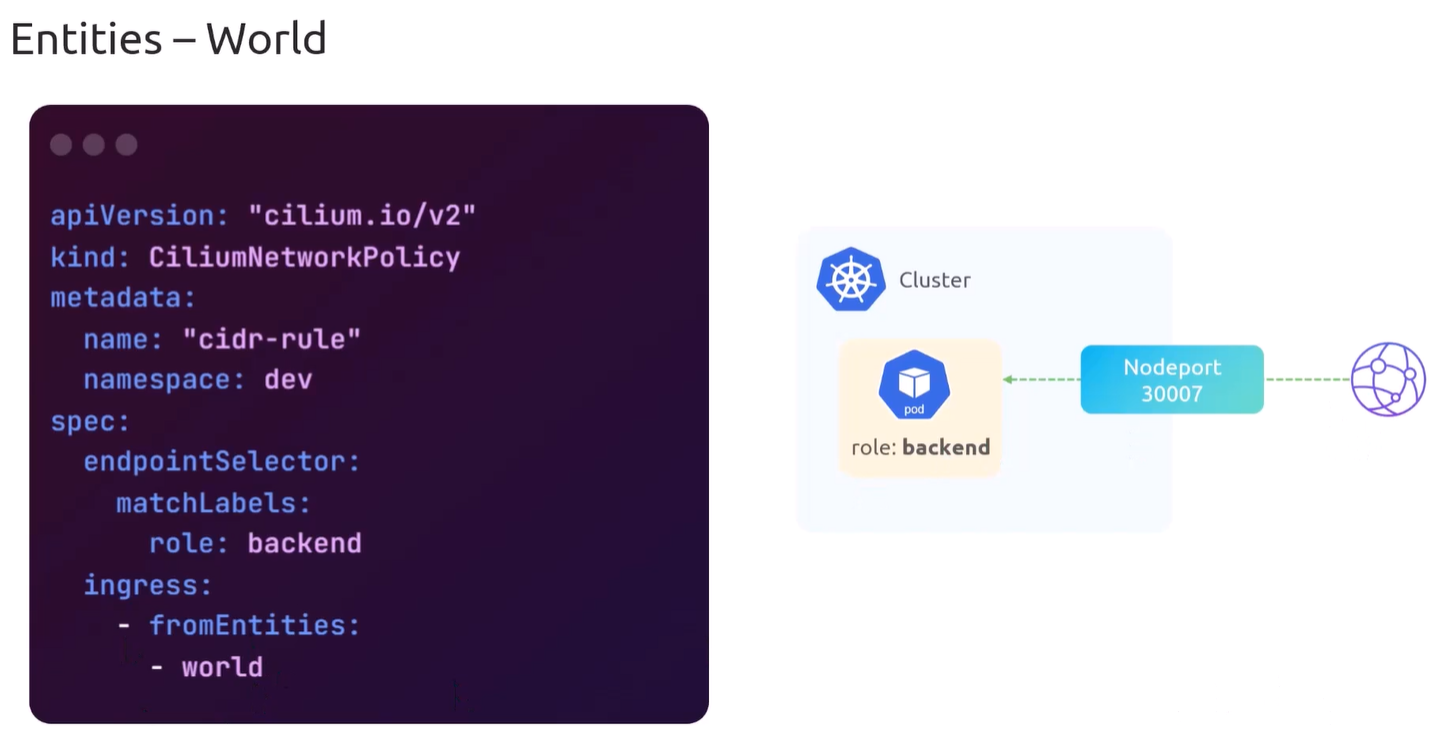 Entities – World
apiVersion: "cilium.io/v2"
kind: CiliumNetworkPolicy
metadata:
  name: "cidr-rule"
  namespace: dev
spec:
  endpointSelector:
    matchLabels:
      role: backend
  ingress:
    - fromEntities:
      - world
Cluster
pod
role: backend
Nodeport
30007